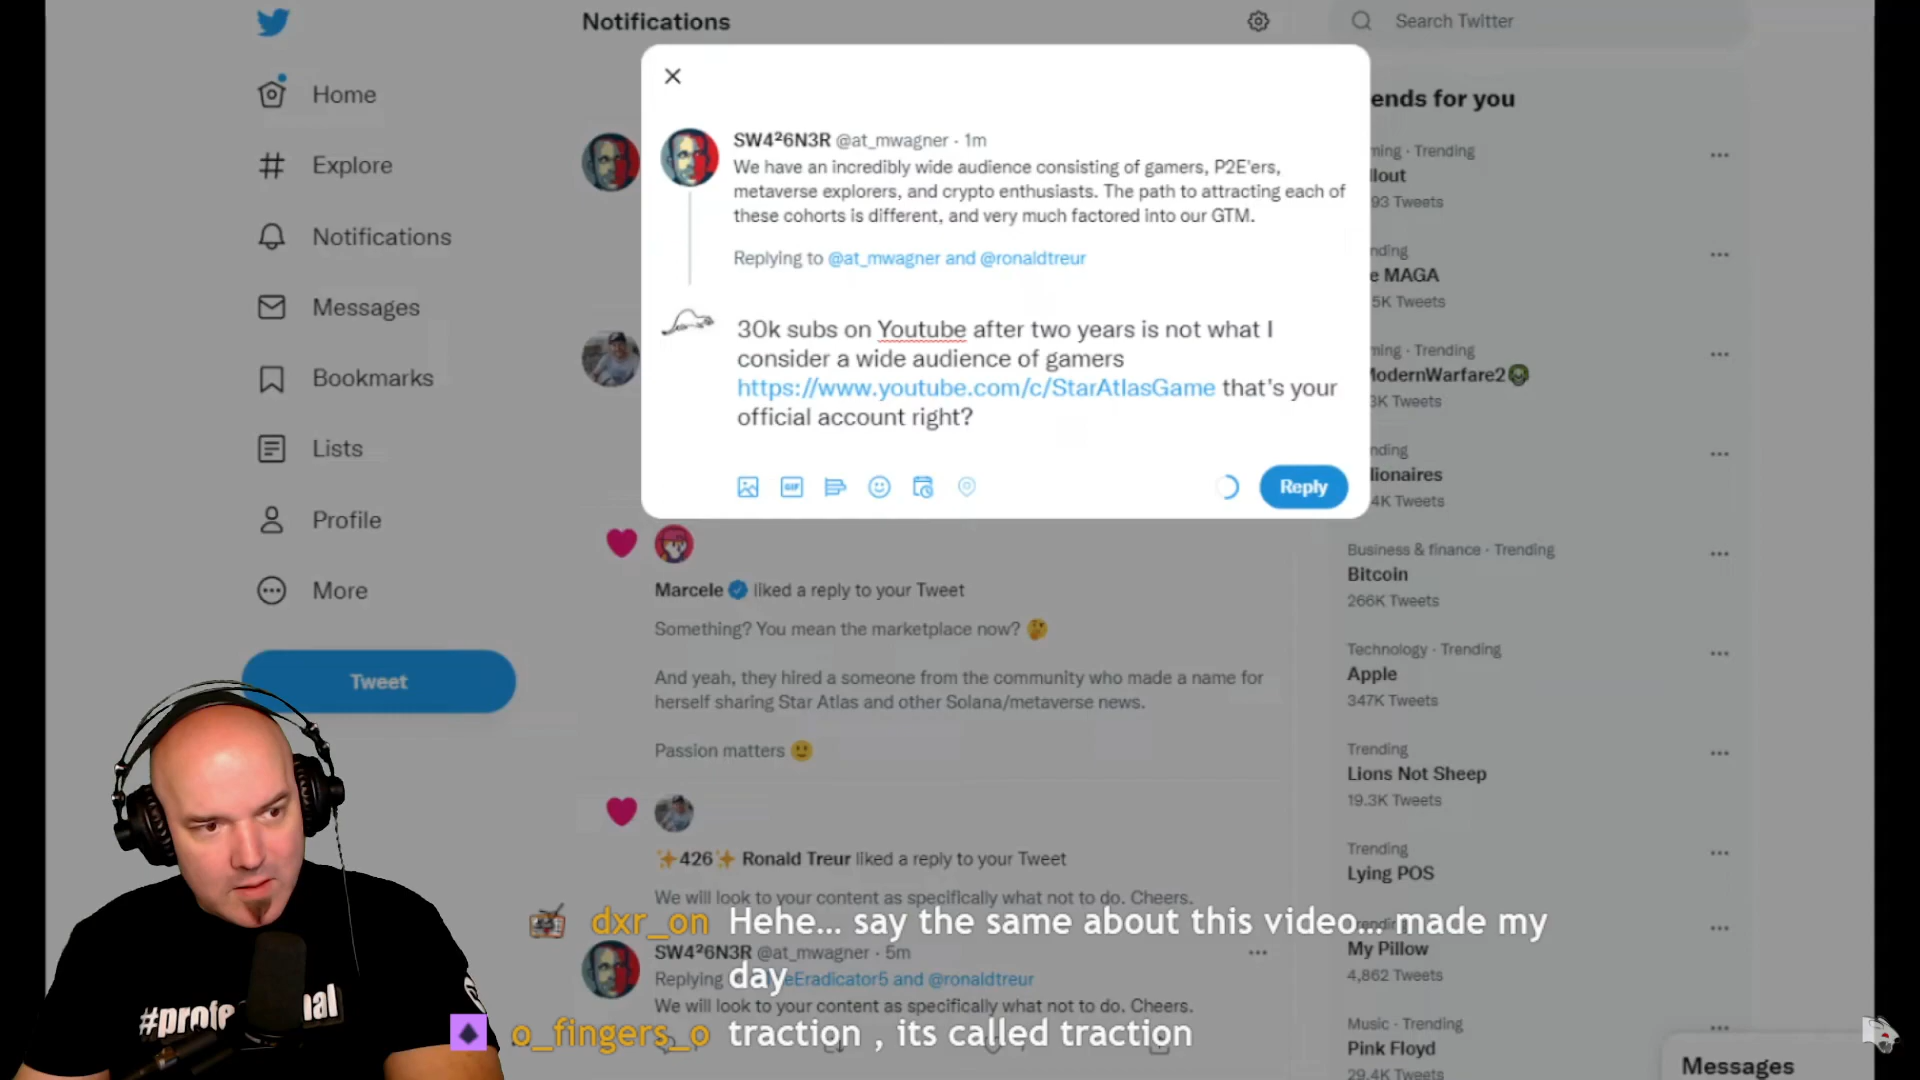 Notifications
Search Twitter
Home
Explore
Notifications
Messages
Bookmarks
Lists
Profile
More
Tweet
SW4²6N3R @at_mwagner · 1m
We have an incredibly wide audience consisting of gamers, P2E'ers,
metaverse explorers, and crypto enthusiasts. The path to attracting each of
these cohorts is different, and very much factored into our GTM.
Replying to @at_mwagner and @ronaldtreur
30k subs on Youtube after two years is not what I
consider a wide audience of gamers
https://www.youtube.com/c/StarAtlasGame that's your
official account right?
GIF
Reply
Marcele liked a reply to your Tweet
Something? You mean the marketplace now? 🤔
And yeah, they hired a someone from the community who made a name for
herself sharing Star Atlas and other Solana/metaverse news.
Passion matters 🙂
✨426✨ Ronald Treur liked a reply to your Tweet
We will look to your content as specifically what not to do. Cheers.
SW4²6N3R @at_mwagner · 5m
Replying eEradicator5 and @ronaldtreur
We will look to your content as specifically what not to do. Cheers.
dxr_on Hehe... say the same about this video... made my
day
o_fingers_o traction , its called traction
ends for you
ming · Trending
llout
93 Tweets
nding
e MAGA
5K Tweets
ming · Trending
ModernWarfare2
3K Tweets
nding
lionaires
4K Tweets
Business & finance · Trending
Bitcoin
266K Tweets
Technology · Trending
Apple
347K Tweets
Trending
Lions Not Sheep
19.3K Tweets
Trending
Lying POS
Trending
My Pillow
4,862 Tweets
Music · Trending
Pink Floyd
29.4K Tweets
Messages